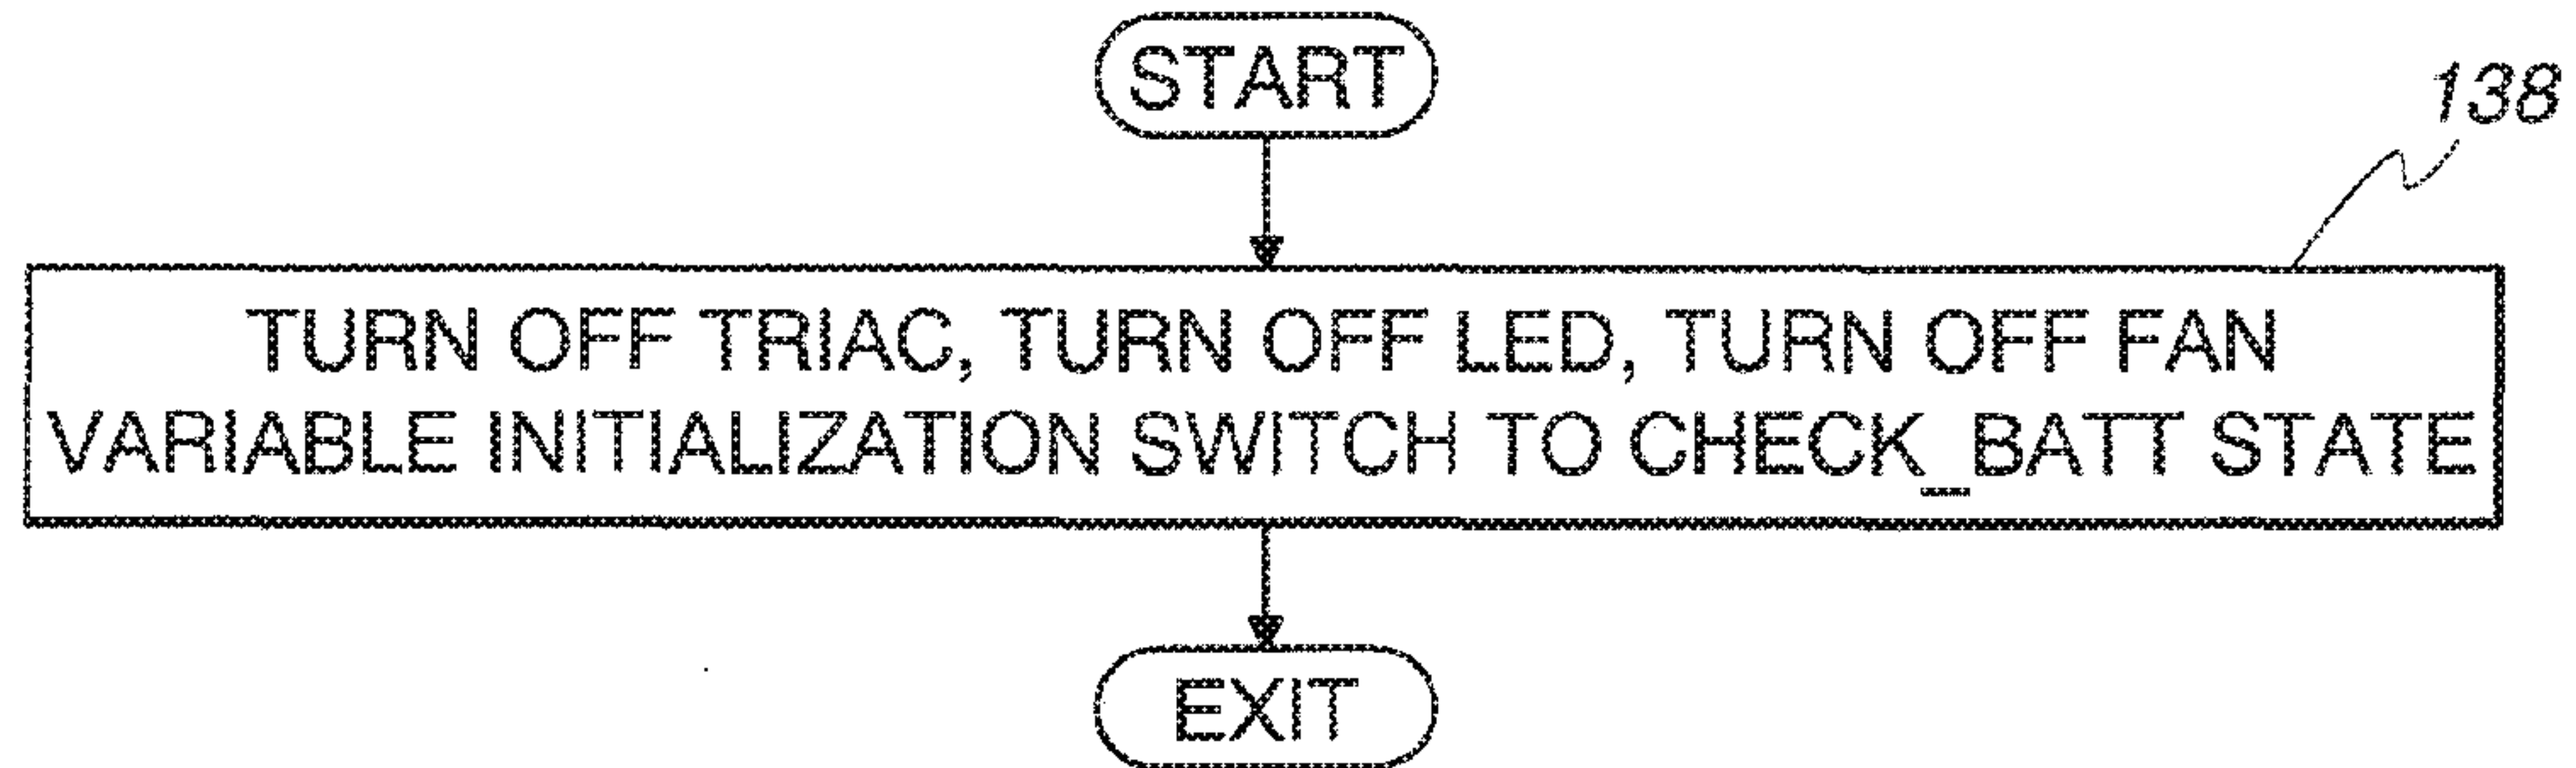 START
138
TURN OFF TRIAC, TURN OFF LED, TURN OFF FAN
VARIABLE INITIALIZATION SWITCH TO CHECK_BATT STATE
EXIT